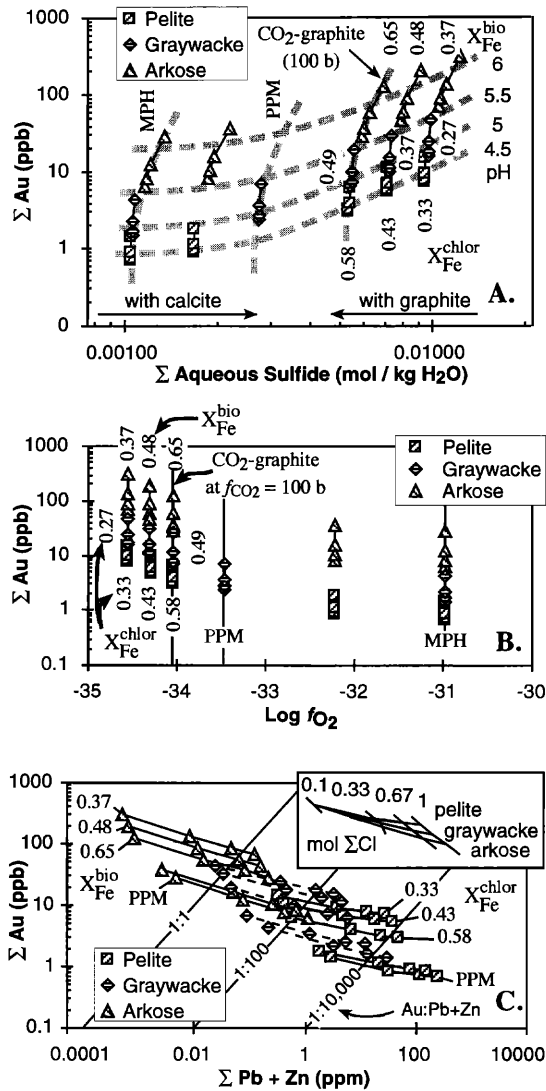 Pelite
Graywacke
Arkose
CO2-graphite
(100 b)
0.65
0.48
0.37
X Fe bio
MPH
PPM
6
5.5
5
4.5
pH
0.49
0.37
0.27
0.58
0.43
0.33
X Fe chlor
1000
100
10
1
0
Σ Au (ppb)
with calcite
with graphite
A.
0.00100
0.01000
Σ Aqueous Sulfide (mol / kg H2O)
X Fe bio
0.37
0.48
0.65
CO2-graphite
at fCO2 = 100 b
Pelite
Graywacke
Arkose
1000
100
10
1
0.1
Σ Au (ppb)
0.27
0.49
0.33
0.43
0.58
X Fe chlor
PPM
MPH
B.
-35
-34
-33
-32
-31
-30
Log fO2
1000
100
10
1
0.1
Σ Au (ppb)
0.37
0.48
0.65
X Fe bio
PPM
0.1
0.33
0.67
1
pelite
graywacke
arkose
mol ΣCl
X Fe chlor
0.33
0.43
0.58
PPM
1:1
1:100
1:10,000
Au:Pb+Zn
Pelite
Graywacke
Arkose
C.
0.0001
0.01
1
100
10000
Σ Pb + Zn (ppm)